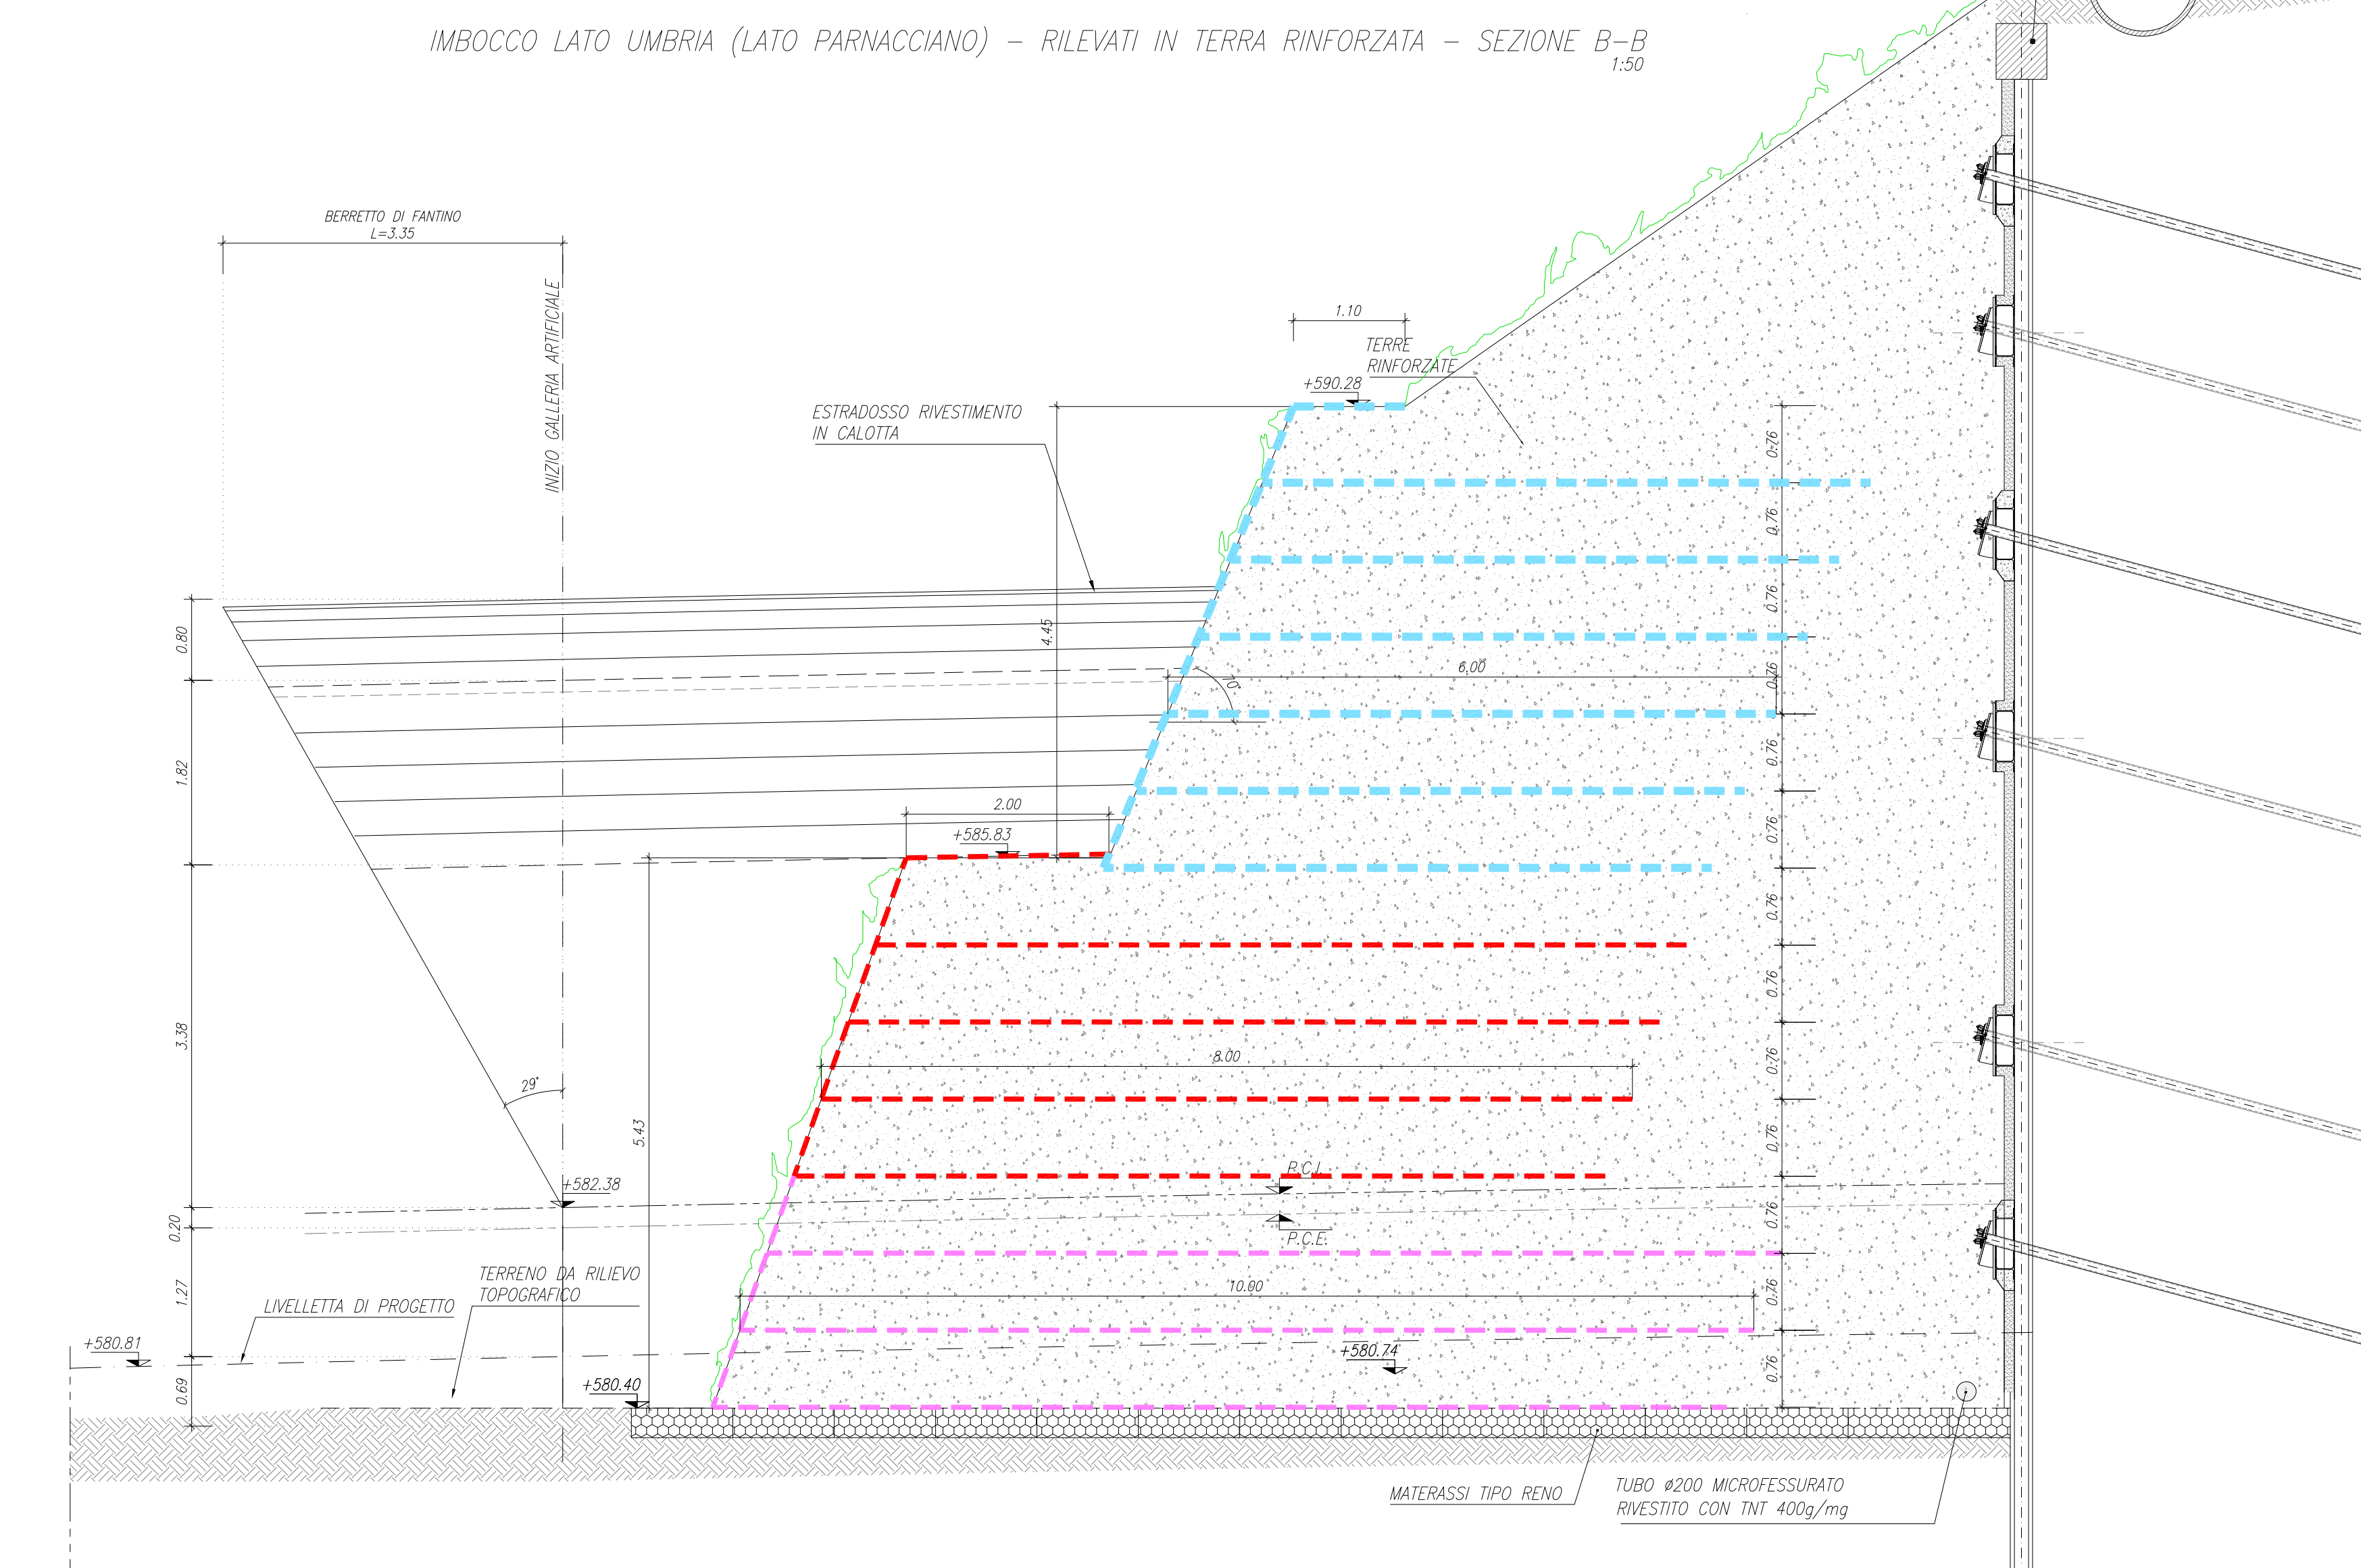 IMBOCCO LATO UMBRIA (LATO PARNACCIANO) – RILEVATI IN TERRA RINFORZATA – SEZIONE B–B
1:50
BERRETTO DI FANTINO
L=3.35
INIZIO GALLERIA ARTIFICIALE
1.10
TERRE
RINFORZATE
+590.28
ESTRADOSSO RIVESTIMENTO
IN CALOTTA
0.76
0.76
0.76
0.76
0.76
0.76
0.76
0.76
0.76
0.76
0.76
0.76
0.76
4.45
0.80
6.00
70°
1.82
2.00
+585.83
3.38
8.00
29°
5.43
P.C.I.
+582.38
0.20
P.C.E.
TERRENO DA RILIEVO
TOPOGRAFICO
1.27
10.00
LIVELLETTA DI PROGETTO
+580.81
+580.74
0.69
+580.40
MATERASSI TIPO RENO
TUBO ø200 MICROFESSURATO
RIVESTITO CON TNT 400g/mg